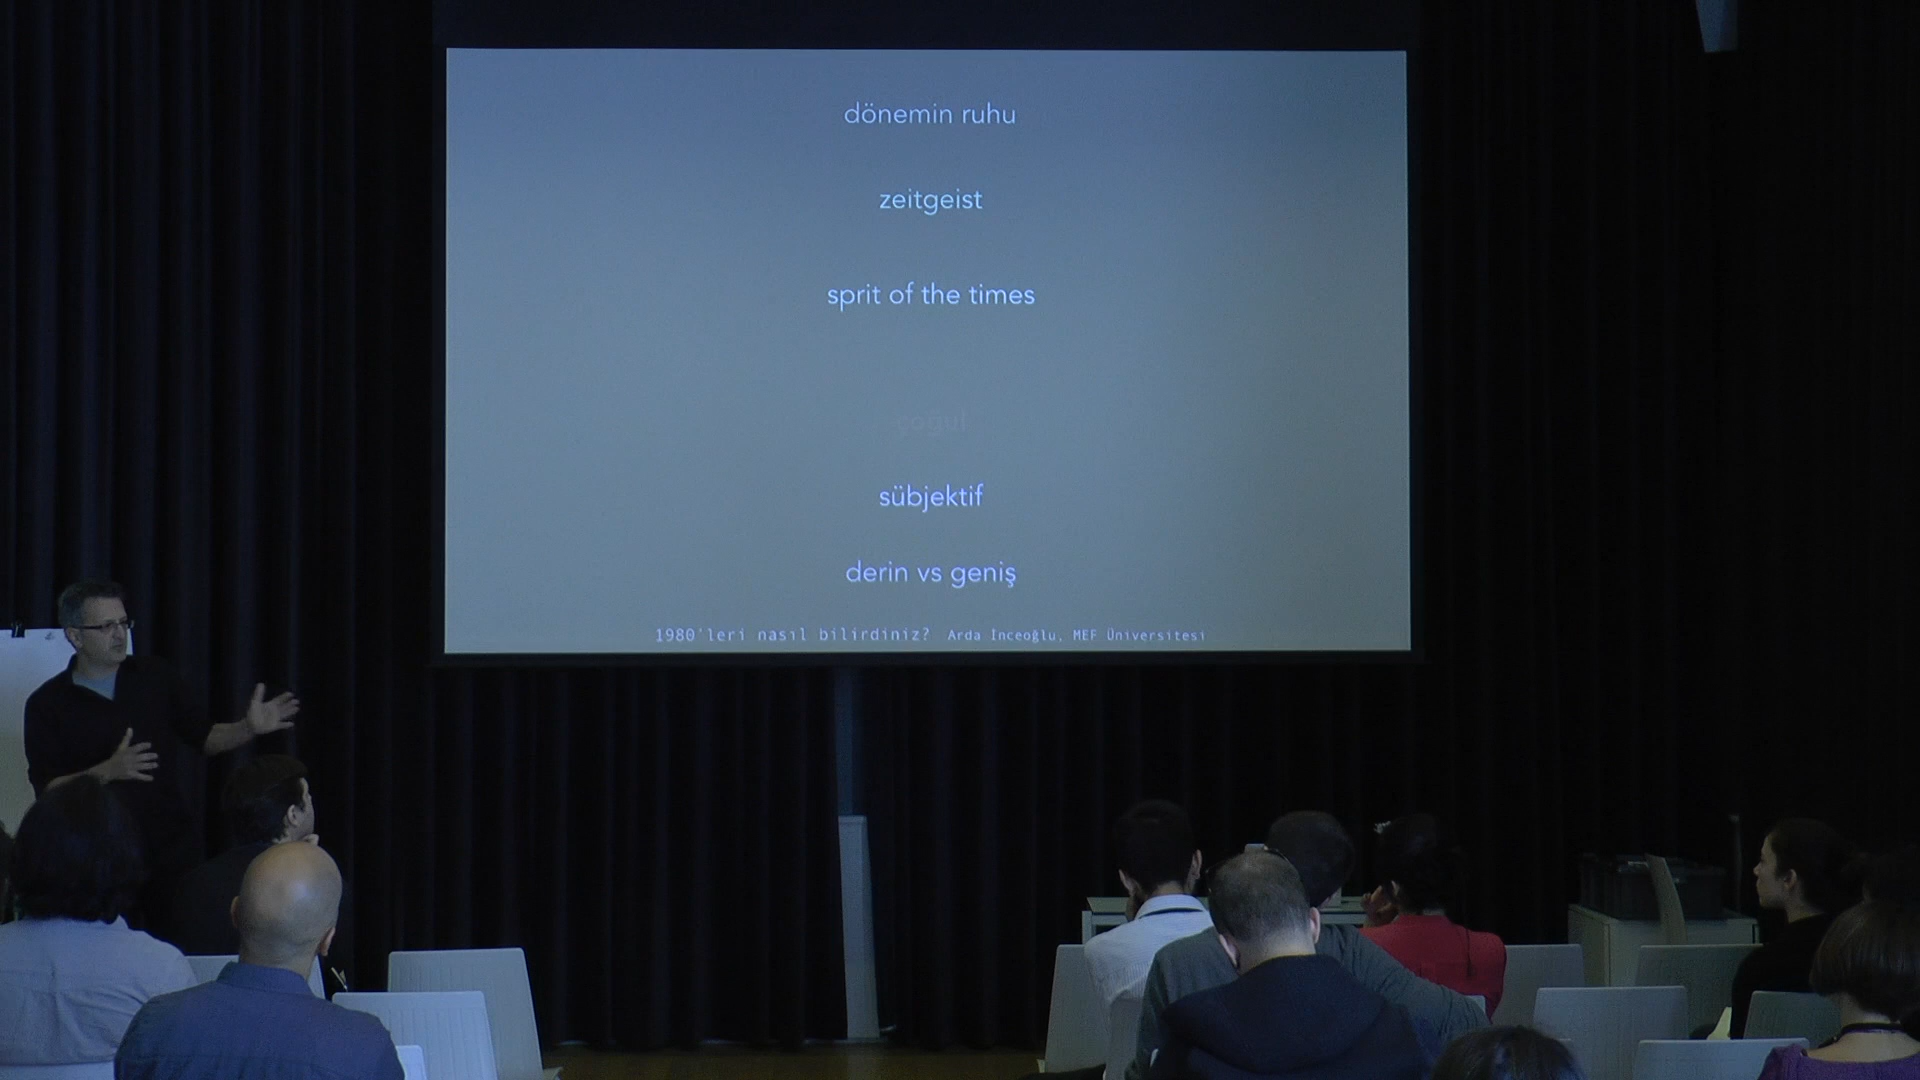 dönemin ruhu
zeitgeist
sprit of the times
çoğul
sübjektif
derin vs geniş
1980'leri nasıl bilirdiniz? Arda İnceoğlu, MEF Üniversitesi